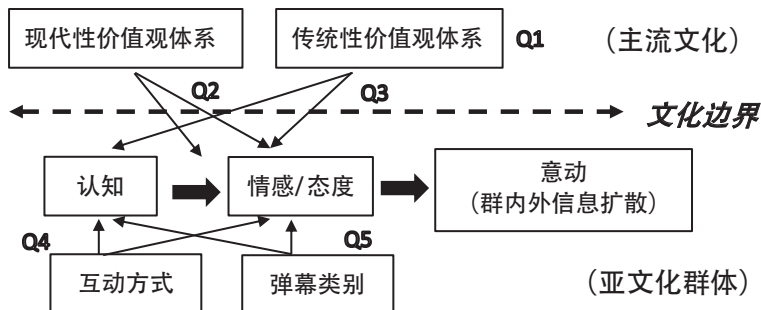 现代性价值观体系
传统性价值观体系
Q1
(主流文化)
Q2
Q3
文化边界
认知
情感/态度
意动
(群内外信息扩散)
Q4
Q5
互动方式
弹幕类别
(亚文化群体)